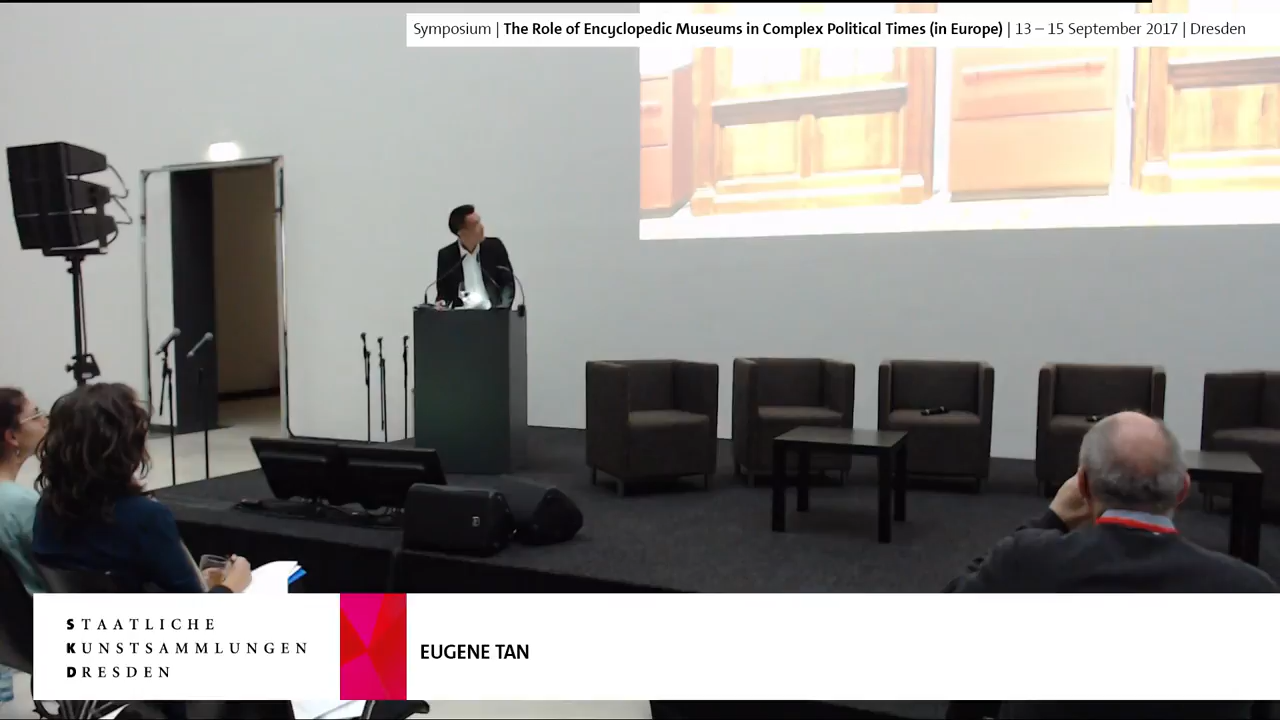 Symposium | The Role of Encyclopedic Museums in Complex Political Times (in Europe) | 13 – 15 September 2017 | Dresden
STAATLICHE
KUNSTSAMMLUNGEN
DRESDEN
EUGENE TAN